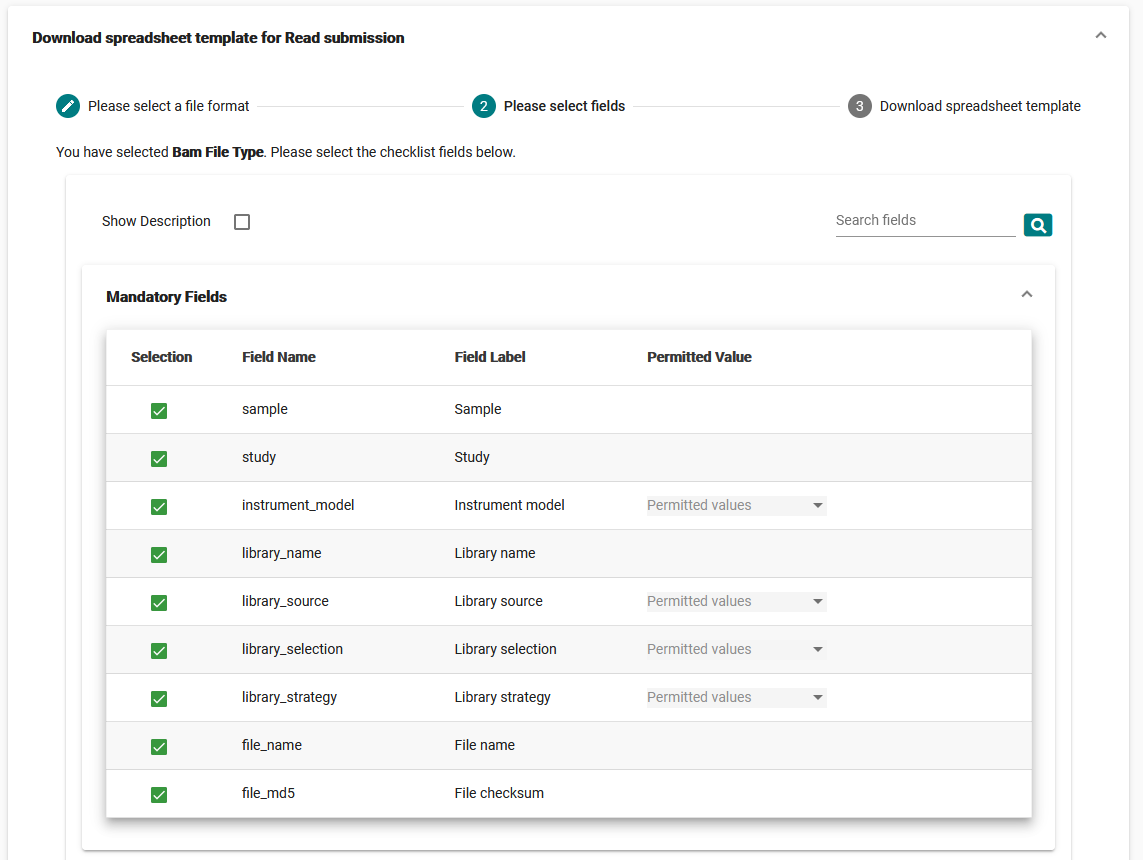 Download spreadsheet template for Read submission
Please select a file format
2 Please select fields
3 Download spreadsheet template
You have selected Bam File Type. Please select the checklist fields below.
Show Description
Search fields
Mandatory Fields
Selection Field Name Field Label Permitted Value
sample Sample
study Study
instrument_model Instrument model Permitted values
library_name Library name
library_source Library source Permitted values
library_selection Library selection Permitted values
library_strategy Library strategy Permitted values
file_name File name
file_md5 File checksum